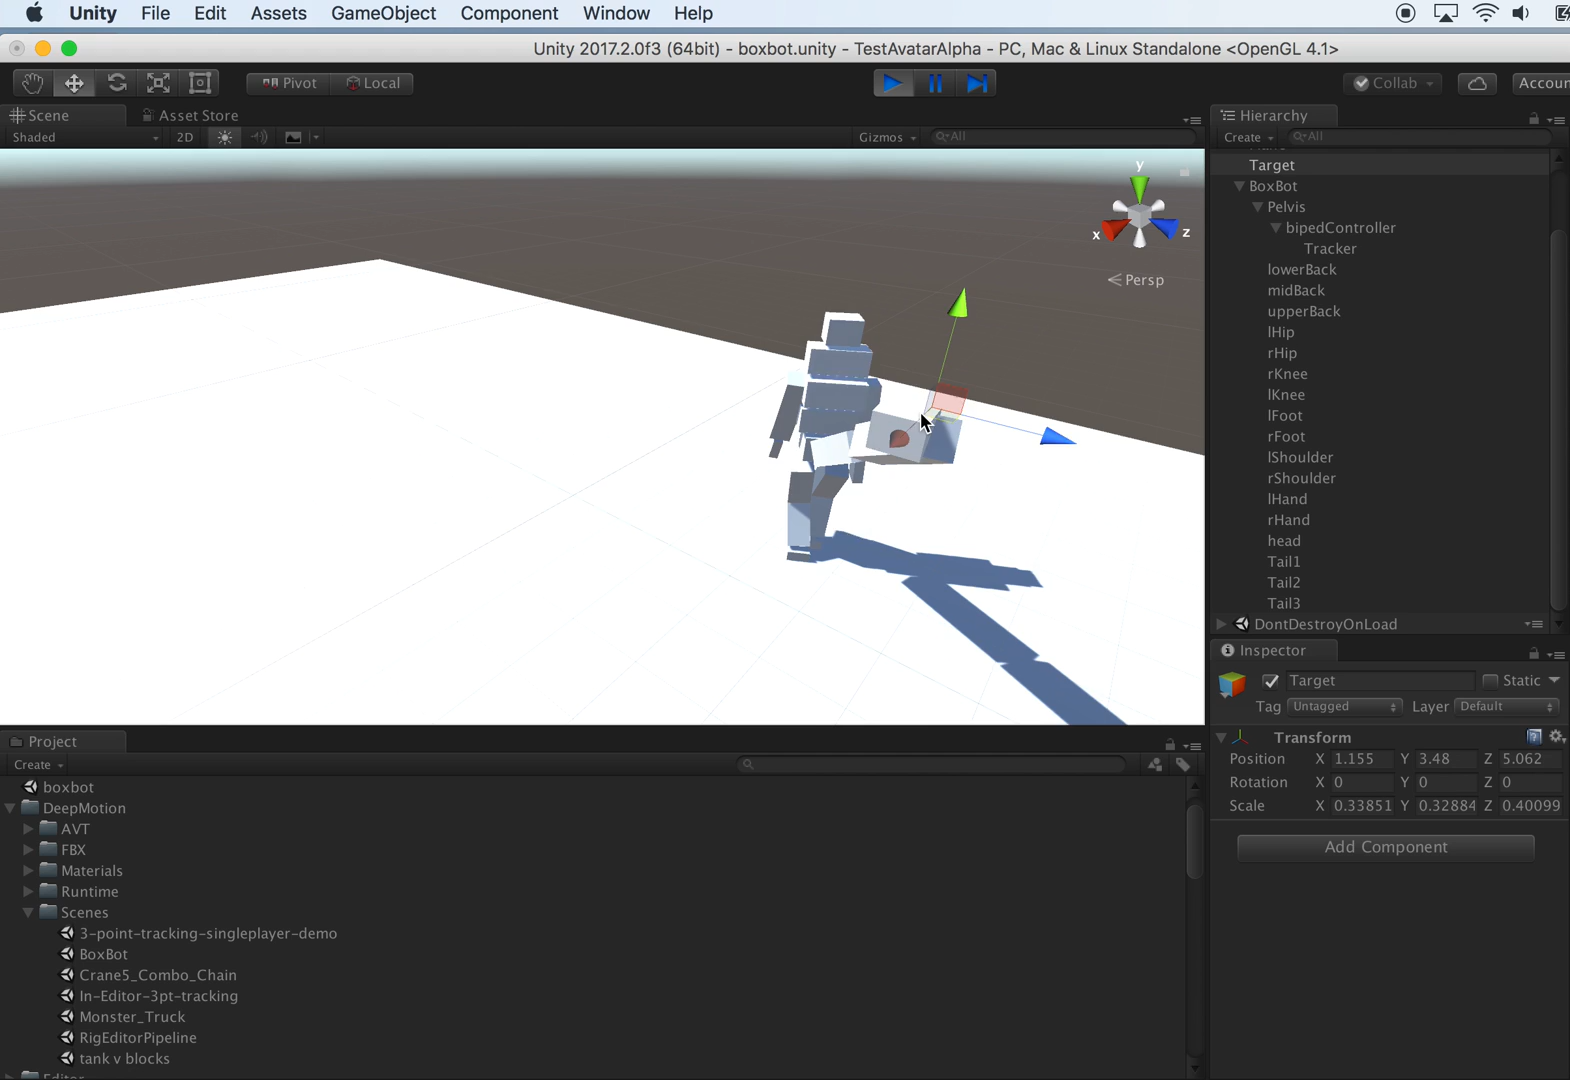 Unity File Edit Assets GameObject Component Window Help
Unity 2017.2.0f3 (64bit) - boxbot.unity - TestAvatarAlpha - PC, Mac & Linux Standalone <OpenGL 4.1>
Pivot Local Collab Accoun
Scene Asset Store
Shaded 2D Gizmos All
y
x z
Persp
Hierarchy
Create All
Target
BoxBot
Pelvis
bipedController
Tracker
lowerBack
midBack
upperBack
lHip
rHip
rKnee
lKnee
lFoot
rFoot
lShoulder
rShoulder
lHand
rHand
head
Tail1
Tail2
Tail3
DontDestroyOnLoad
Inspector
Target Static
Tag Untagged Layer Default
Transform
Position X 1.155 Y 3.48 Z 5.062
Rotation X 0 Y 0 Z 0
Scale X 0.33851 Y 0.32884 Z 0.40099
Add Component
Project
Create
boxbot
DeepMotion
AVT
FBX
Materials
Runtime
Scenes
3-point-tracking-singleplayer-demo
BoxBot
Crane5_Combo_Chain
In-Editor-3pt-tracking
Monster_Truck
RigEditorPipeline
tank v blocks